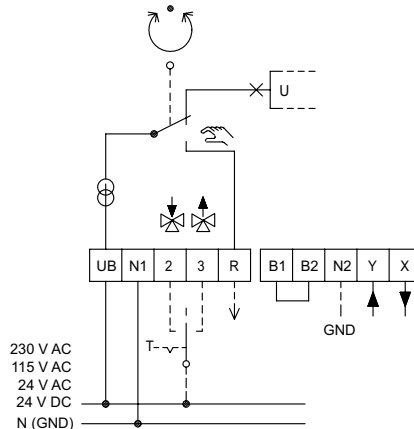 U
UB N1 2 3 R B1 B2 N2 Y X
GND
T
230 V AC
115 V AC
24 V AC
24 V DC
N (GND)